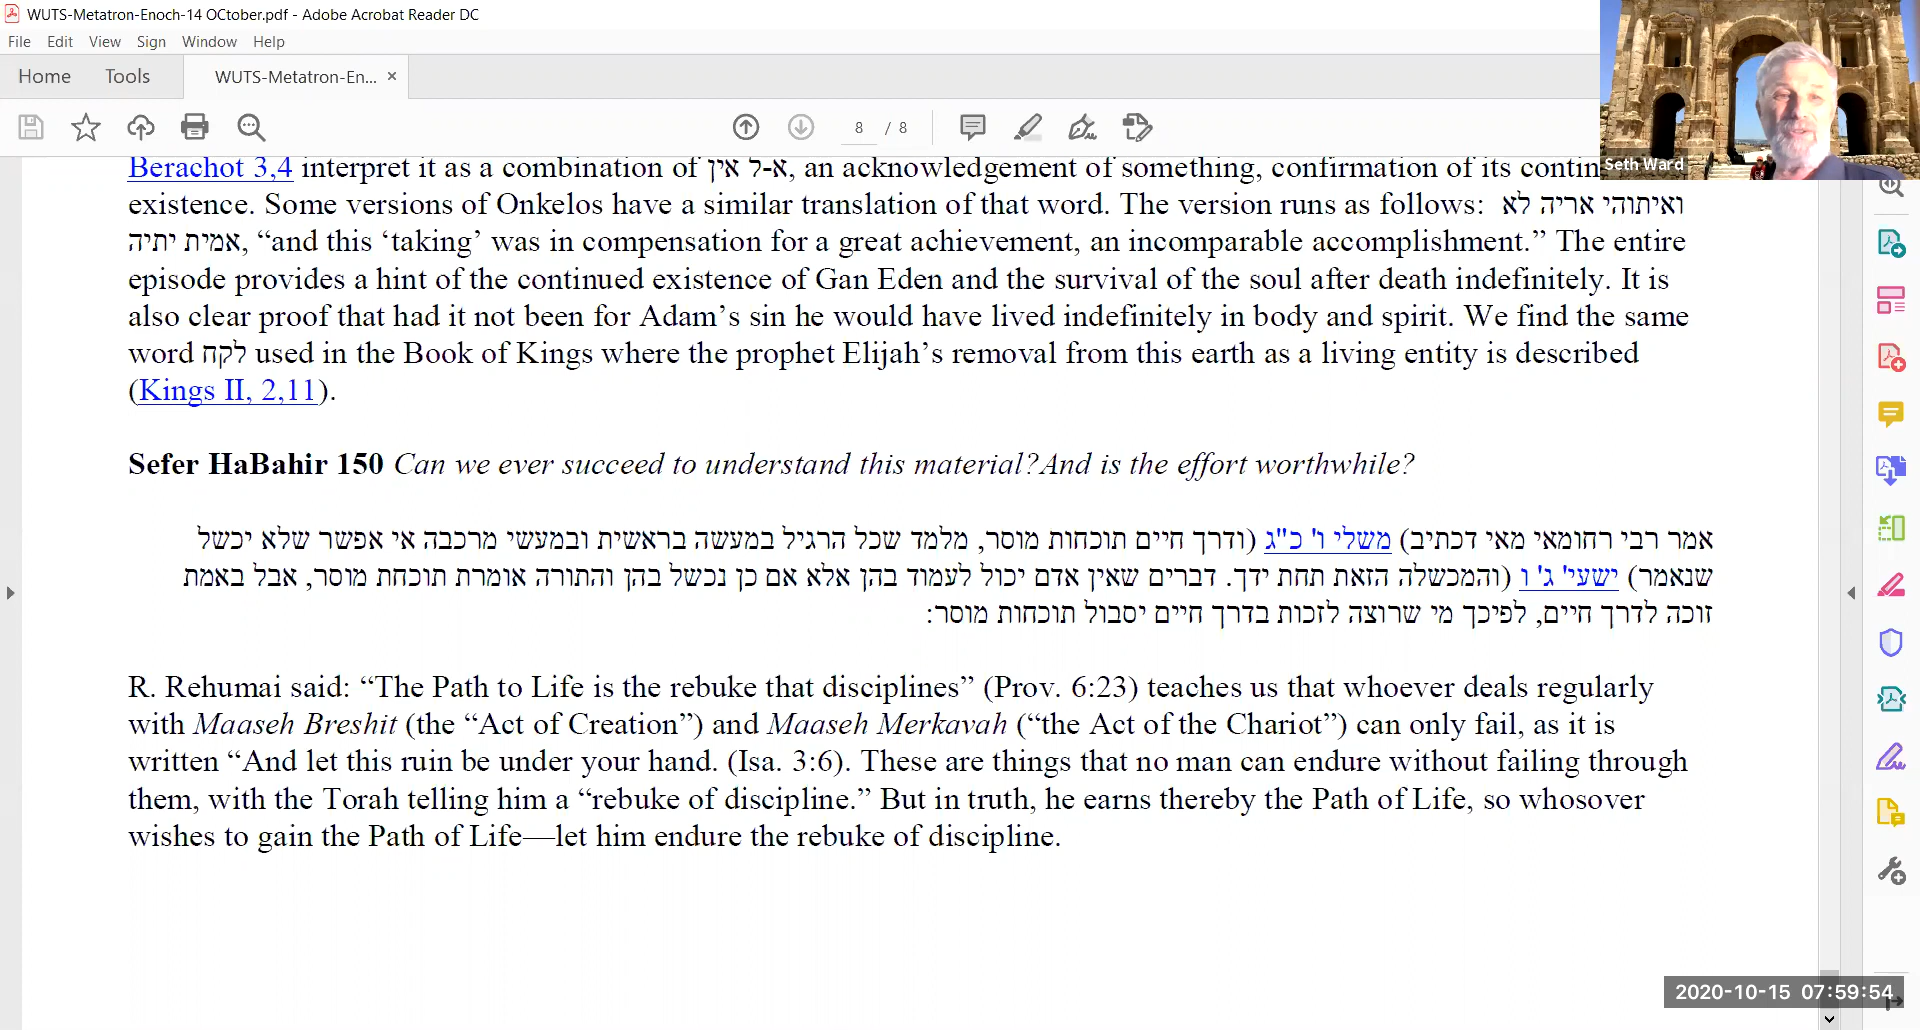 WUTS-Metatron-Enoch-14 OCtober.pdf - Adobe Acrobat Reader DC
File Edit View Sign Window Help
Home Tools WUTS-Metatron-En... ×
8 / 8
Seth Ward
Berachot 3,4 interpret it as a combination of א-ל אין, an acknowledgement of something, confirmation of its contin
existence. Some versions of Onkelos have a similar translation of that word. The version runs as follows: ואיתוהי אריה לא
אמית יתיה, “and this ‘taking’ was in compensation for a great achievement, an incomparable accomplishment.” The entire
episode provides a hint of the continued existence of Gan Eden and the survival of the soul after death indefinitely. It is
also clear proof that had it not been for Adam’s sin he would have lived indefinitely in body and spirit. We find the same
word לקח used in the Book of Kings where the prophet Elijah’s removal from this earth as a living entity is described
(Kings II, 2,11).
Sefer HaBahir 150 Can we ever succeed to understand this material?And is the effort worthwhile?
אמר רבי רחומאי מאי דכתיב) משלי ו' כ"ג (ודרך חיים תוכחות מוסר, מלמד שכל הרגיל במעשה בראשית ובמעשי מרכבה אי אפשר שלא יכשל
שנאמר) ישעי' ג' ו (והמכשלה הזאת תחת ידך. דברים שאין אדם יכול לעמוד בהן אלא אם כן נכשל בהן והתורה אומרת תוכחת מוסר, אבל באמת
זוכה לדרך חיים, לפיכך מי שרוצה לזכות בדרך חיים יסבול תוכחות מוסר:
R. Rehumai said: “The Path to Life is the rebuke that disciplines” (Prov. 6:23) teaches us that whoever deals regularly
with Maaseh Breshit (the “Act of Creation”) and Maaseh Merkavah (“the Act of the Chariot”) can only fail, as it is
written “And let this ruin be under your hand. (Isa. 3:6). These are things that no man can endure without failing through
them, with the Torah telling him a “rebuke of discipline.” But in truth, he earns thereby the Path of Life, so whosover
wishes to gain the Path of Life—let him endure the rebuke of discipline.
2020-10-15 07:59:54